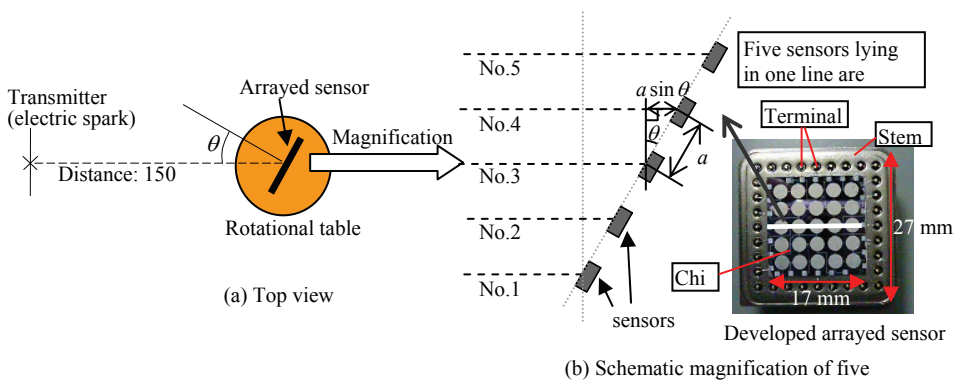 Transmitter
(electric spark)
θ
Arrayed sensor
Magnification
Distance: 150
Rotational table
(a) Top view
No.5
No.4
No.3
No.2
No.1
a sin θ
θ
a
sensors
Five sensors lying
in one line are
Terminal
Stem
27 mm
Chi
17 mm
Developed arrayed sensor
(b) Schematic magnification of five